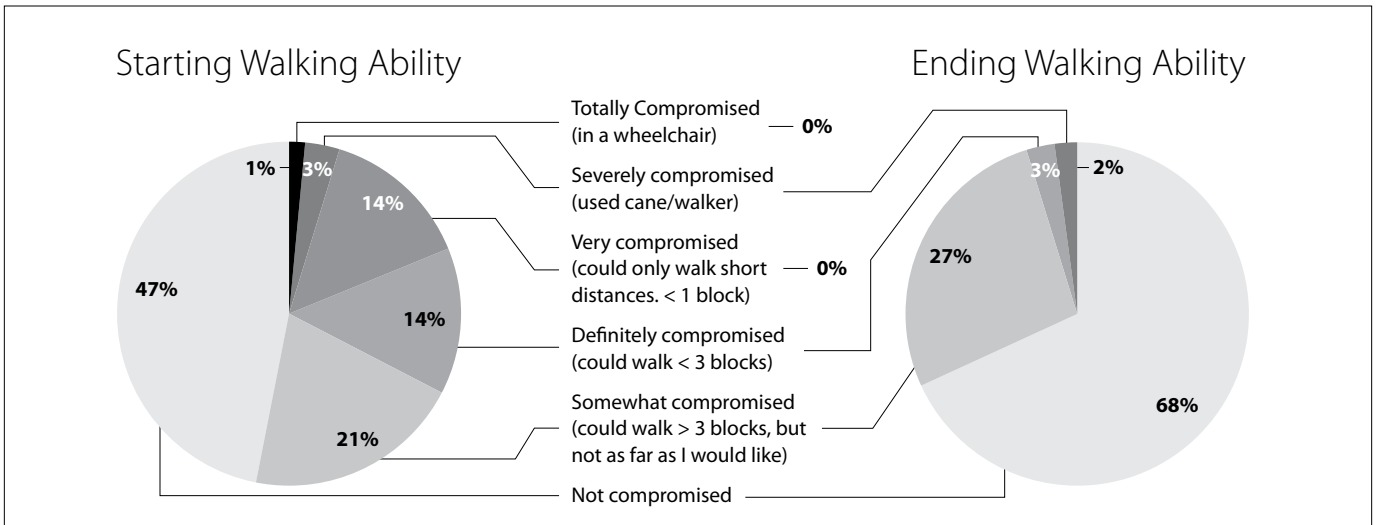 Starting Walking Ability
Ending Walking Ability
1%
3%
14%
14%
21%
47%
Totally Compromised
(in a wheelchair)
0%
Severely compromised
(used cane/walker)
Very compromised
(could only walk short
distances. < 1 block)
0%
Definitely compromised
(could walk < 3 blocks)
Somewhat compromised
(could walk > 3 blocks, but
not as far as I would like)
Not compromised
3%
2%
27%
68%